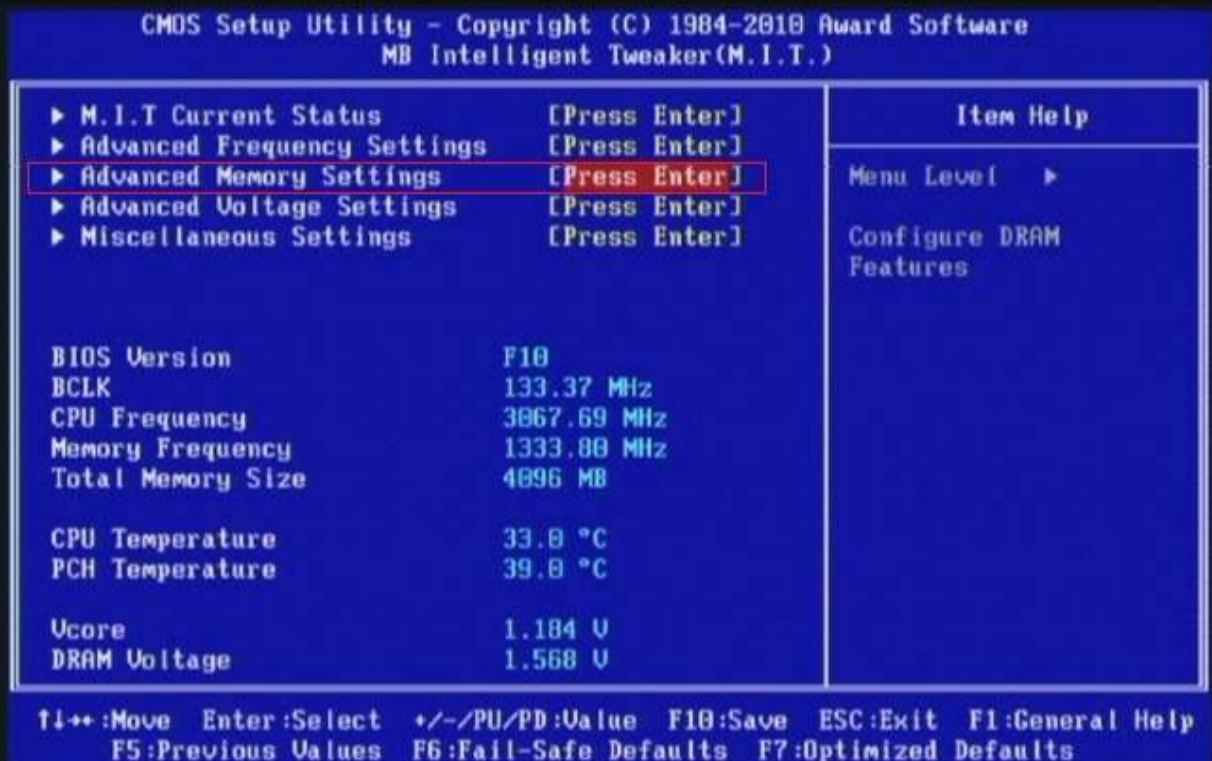 CMOS Setup Utility - Copyright (C) 1984-2010 Award Software
MB Intelligent Tweaker(M.I.T.)
▶ M.I.T Current Status [Press Enter]
▶ Advanced Frequency Settings [Press Enter]
▶ Advanced Memory Settings [Press Enter]
▶ Advanced Voltage Settings [Press Enter]
▶ Miscellaneous Settings [Press Enter]
BIOS Version F10
BCLK 133.37 MHz
CPU Frequency 3067.69 MHz
Memory Frequency 1333.80 MHz
Total Memory Size 4096 MB
CPU Temperature 33.0 °C
PCH Temperature 39.0 °C
Vcore 1.184 V
DRAM Voltage 1.568 V
Item Help
Menu Level ▶
Configure DRAM
Features
↑↓→←:Move Enter:Select +/-/PU/PD:Value F10:Save ESC:Exit F1:General Help
F5:Previous Values F6:Fail-Safe Defaults F7:Optimized Defaults